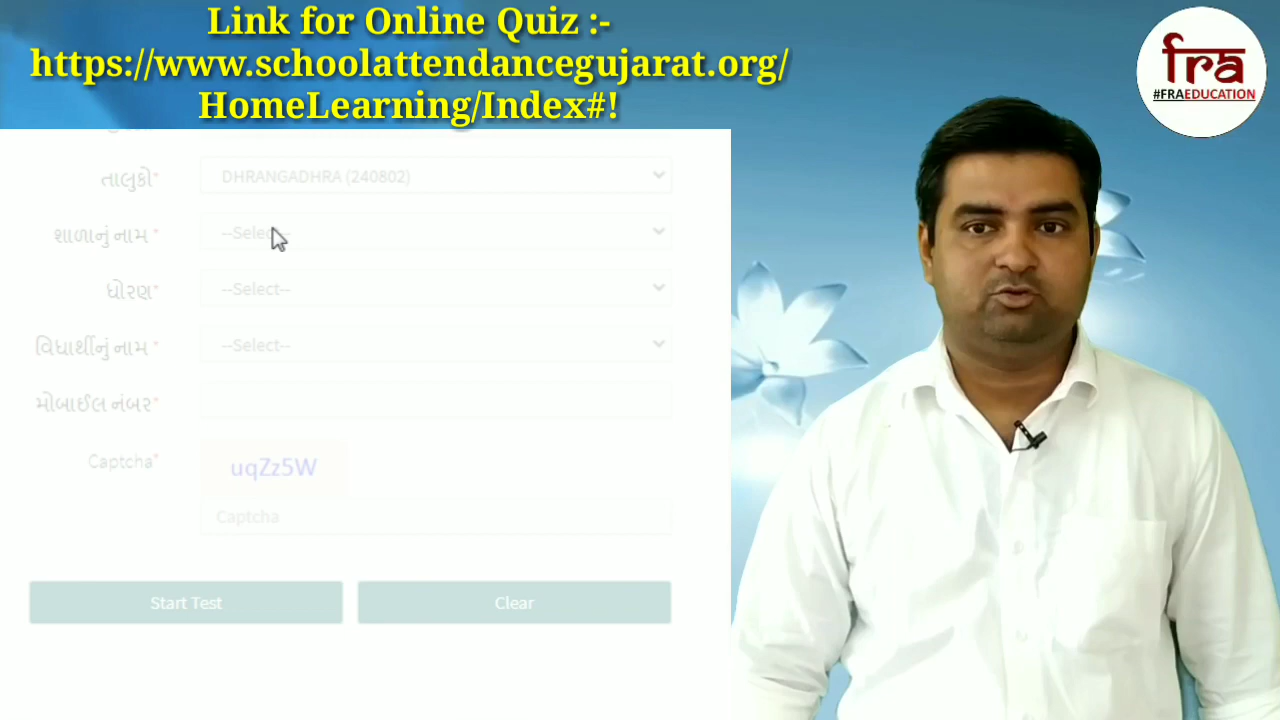 Link for Online Quiz :-
https://www.schoolattendancegujarat.org/
HomeLearning/Index#!
fra
#FRAEDUCATION
તાલુકો*
DHRANGADHRA (240802)
શાળાનું નામ *
--Select--
ધોરણ*
--Select--
વિદ્યાર્થીનું નામ *
--Select--
મોબાઈલ નંબર*
Captcha*
uqZz5W
Captcha
Start Test
Clear